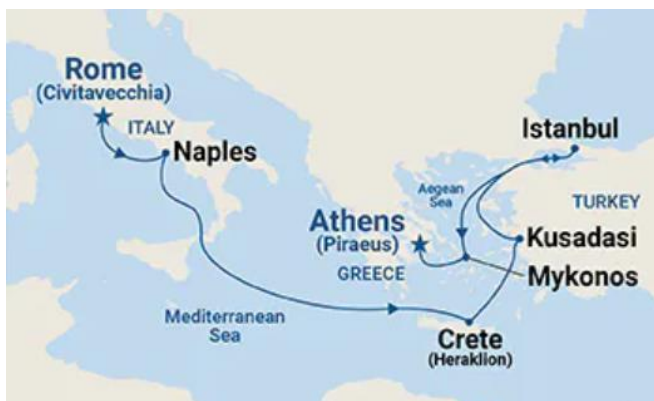 Rome
(Civitavecchia)
ITALY
Naples
Istanbul
Aegean
Sea
TURKEY
Athens
(Piraeus)
Kusadasi
GREECE
Mykonos
Mediterranean
Sea
Crete
(Heraklion)